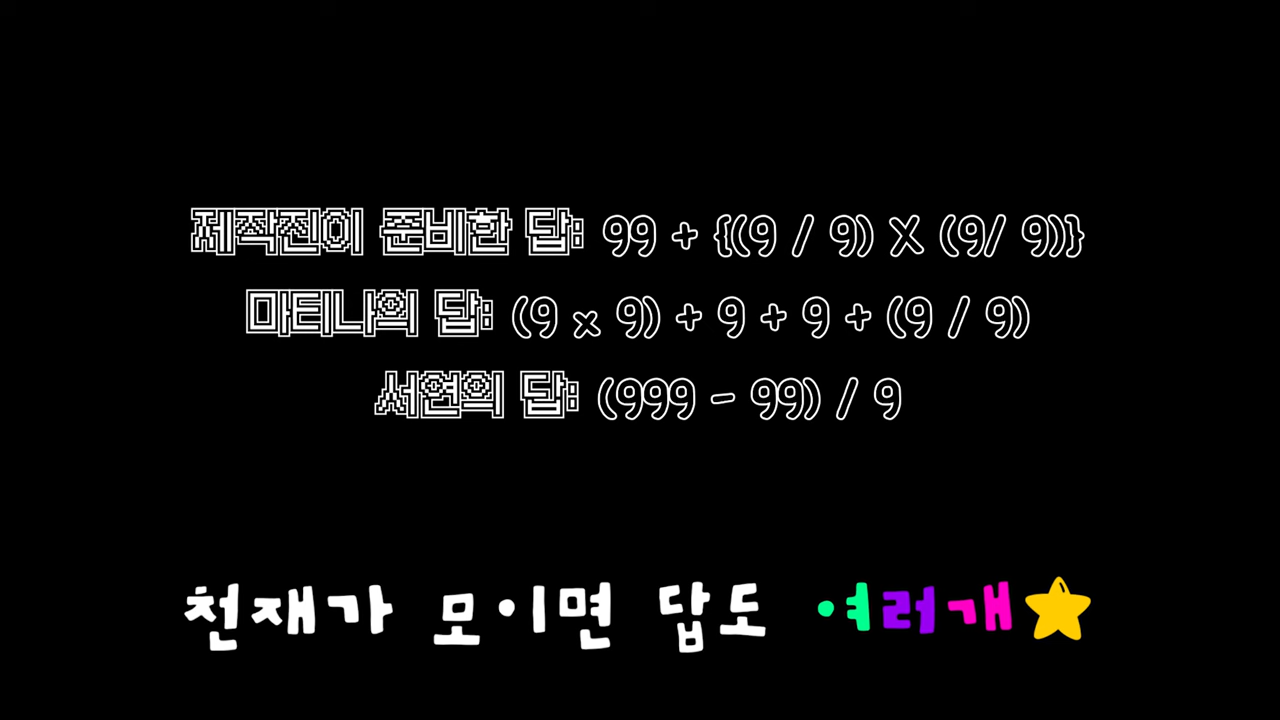 제작진이 준비한 답: 99 + {(9 / 9) X (9/ 9)}
마티나의 답: (9 x 9) + 9 + 9 + (9 / 9)
서연의 답: (999 - 99) / 9
천재가 모이면 답도 여러개